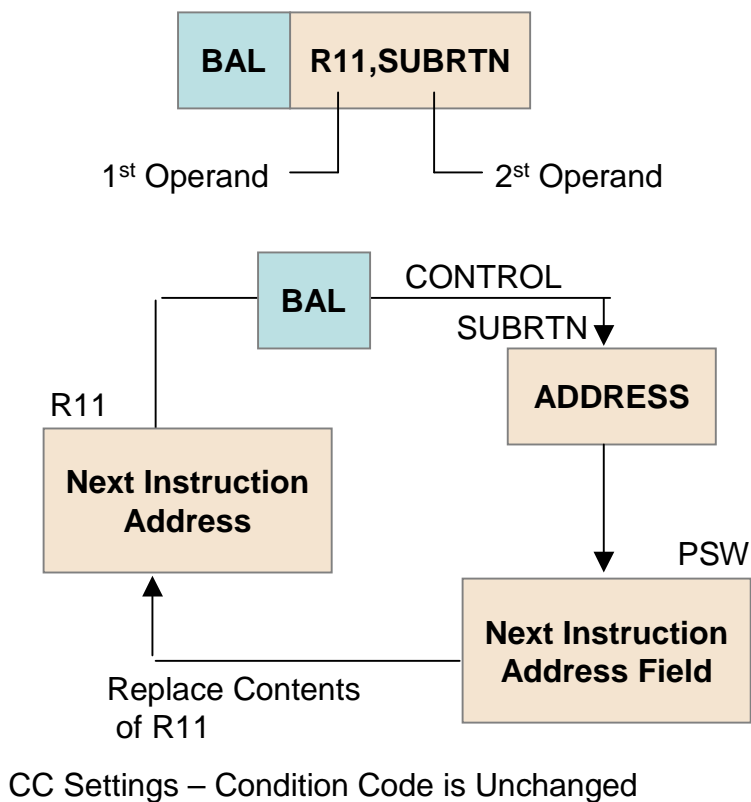 BAL R11,SUBRTN
1st Operand 2st Operand
BAL
CONTROL
SUBRTN
ADDRESS
R11
Next Instruction
Address
PSW
Next Instruction
Address Field
Replace Contents
of R11
CC Settings – Condition Code is Unchanged